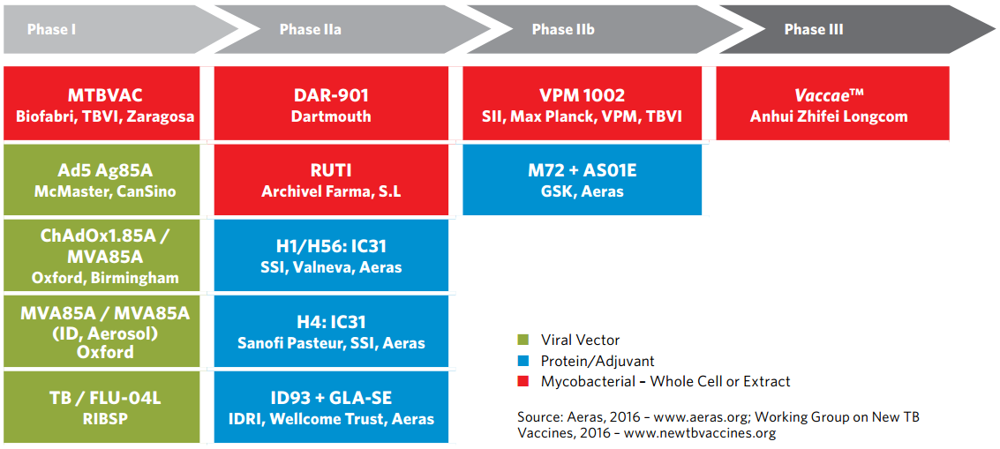 Phase I
Phase IIa
Phase IIb
Phase III
MTBVAC
Biofabri, TBVI, Zaragosa
DAR-901
Dartmouth
VPM 1002
SII, Max Planck, VPM, TBVI
Vaccae™
Anhui Zhifei Longcom
Ad5 Ag85A
McMaster, CanSino
RUTI
Archivel Farma, S.L
M72 + AS01E
GSK, Aeras
ChAdOx1.85A /
MVA85A
Oxford, Birmingham
H1/H56: IC31
SSI, Valneva, Aeras
MVA85A / MVA85A
(ID, Aerosol)
Oxford
H4: IC31
Sanofi Pasteur, SSI, Aeras
TB / FLU-04L
RIBSP
ID93 + GLA-SE
IDRI, Wellcome Trust, Aeras
Viral Vector
Protein/Adjuvant
Mycobacterial – Whole Cell or Extract
Source: Aeras, 2016 – www.aeras.org; Working Group on New TB
Vaccines, 2016 – www.newtbvaccines.org